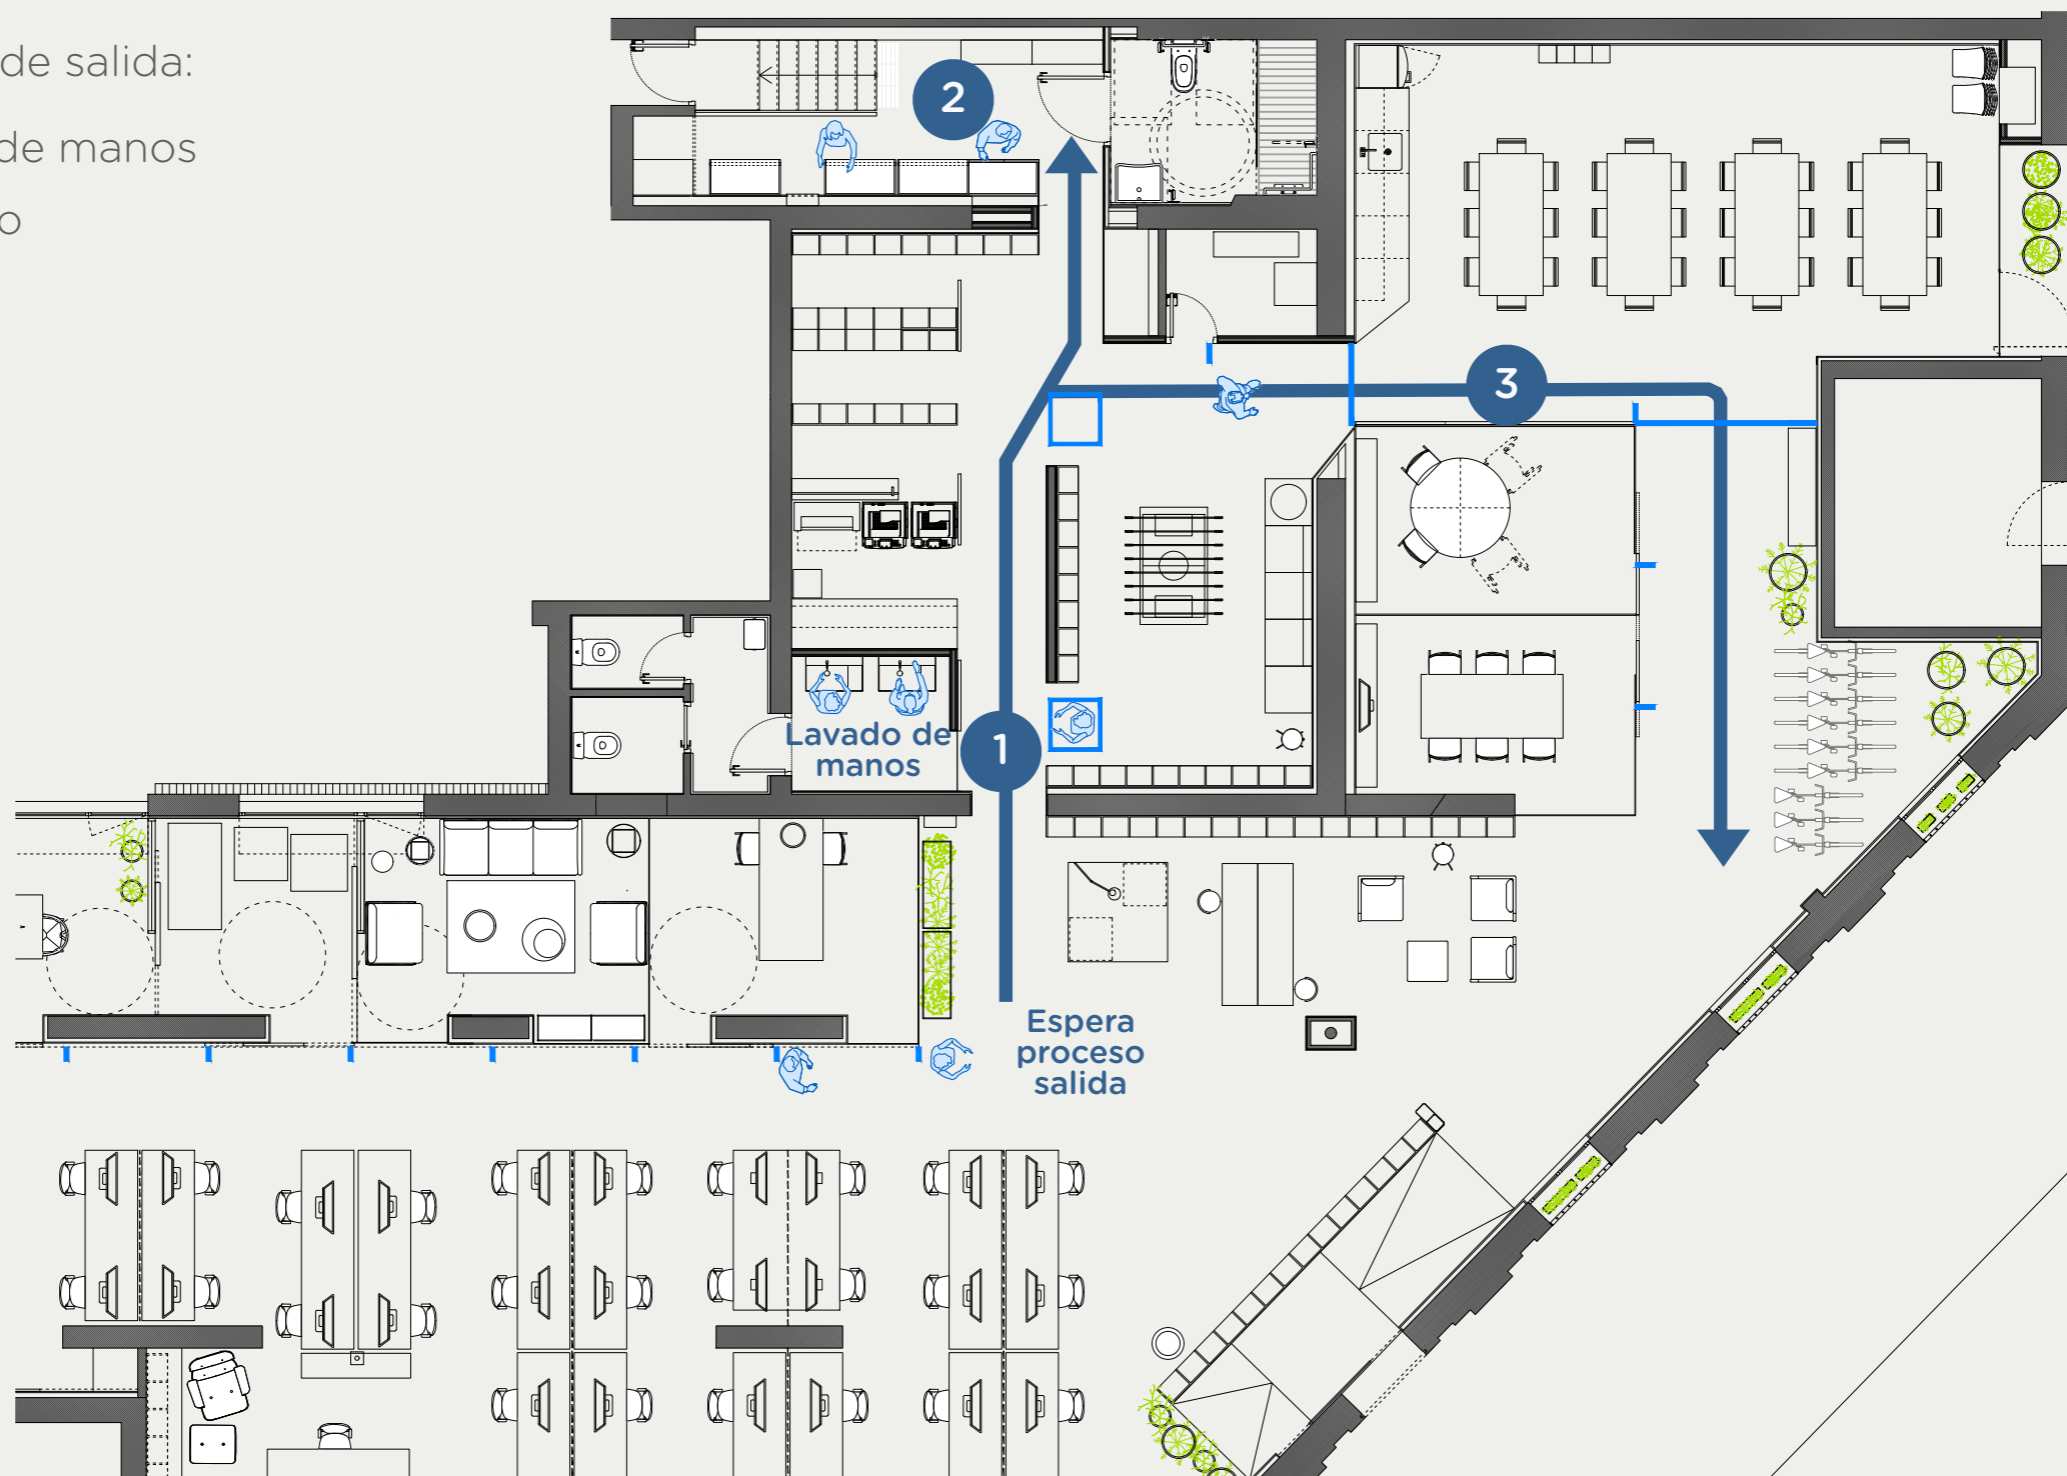 de salida:
de manos
o
2
3
Lavado de
manos
1
Espera
proceso
salida